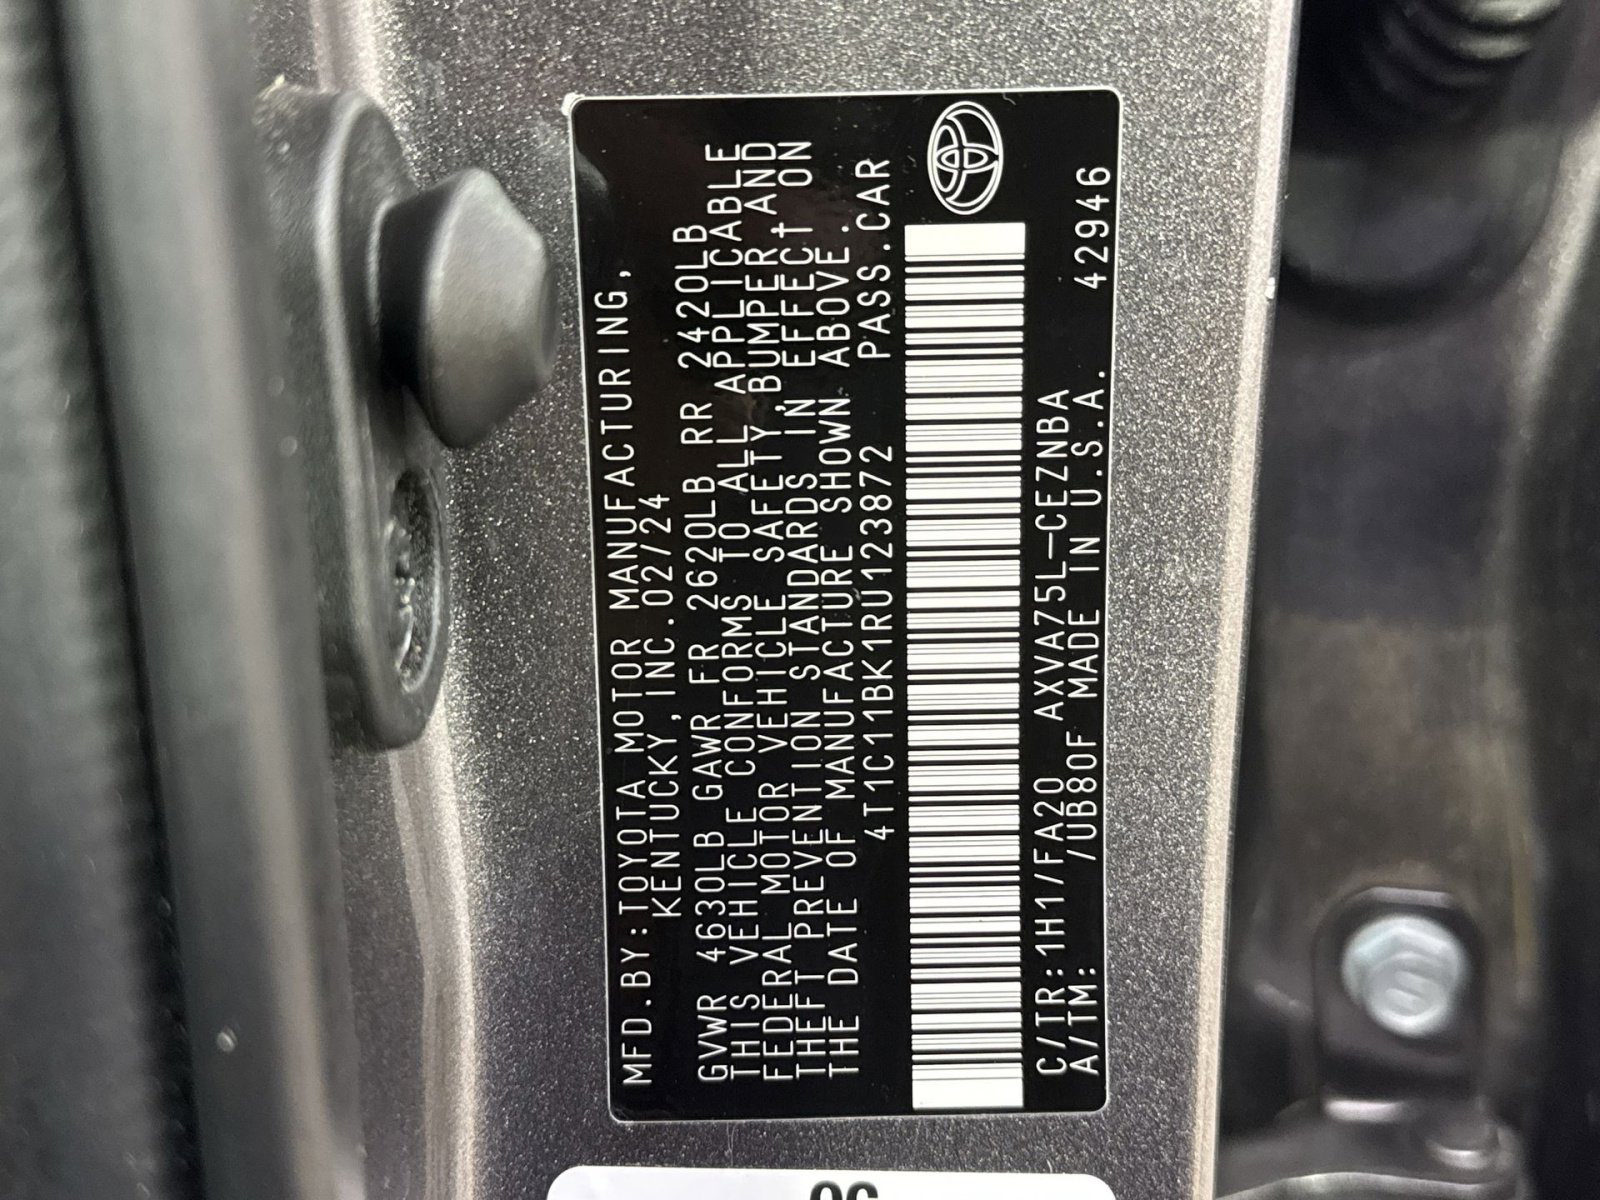 MFD.BY:TOYOTA MOTOR MANUFACTURING,
KENTUCKY,INC.02/24
GVWR 4630LB GAWR FR 2620LB RR 2420LB
THIS VEHICLE CONFORMS TO ALL APPLICABLE
FEDERAL MOTOR VEHICLE SAFETY,BUMPER,AND
THEFT PREVENTION STANDARDS IN EFFECT ON
THE DATE OF MANUFACTURE SHOWN ABOVE.
4T1C11BK1RU123872 PASS.CAR
C/TR:1H1/FA20 AXVA75L-CEZNBA
A/TM: /UB80F MADE IN U.S.A. 42946